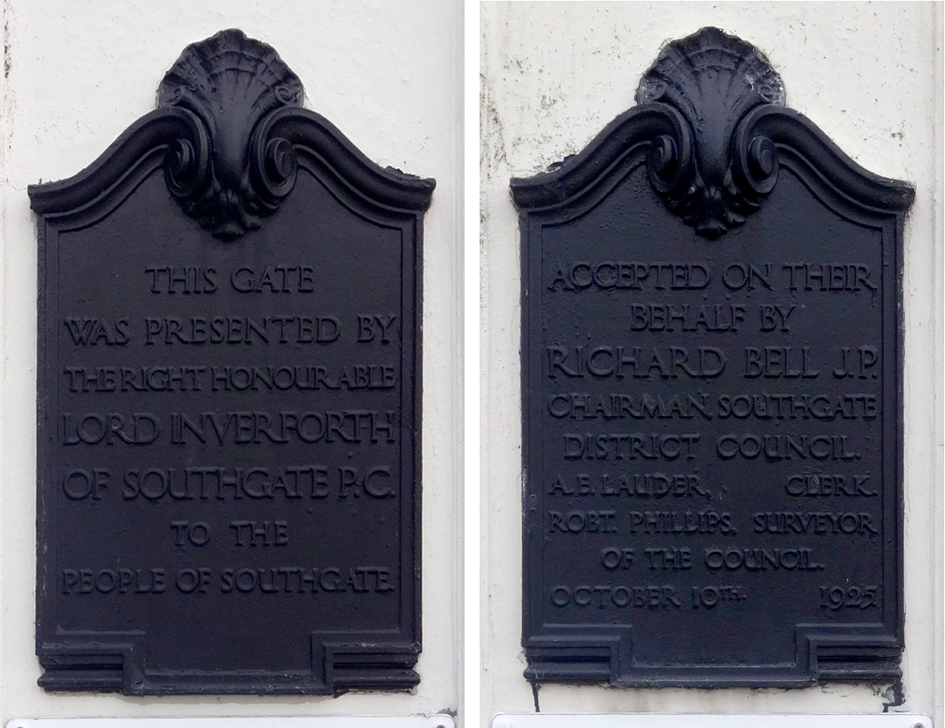 THIS GATE
WAS PRESENTED BY
THE RIGHT HONOURABLE
LORD INVERFORTH
OF SOUTHGATE P.C.
TO THE
PEOPLE OF SOUTHGATE.
ACCEPTED ON THEIR
BEHALF BY
RICHARD BELL J.P.
CHAIRMAN, SOUTHGATE
DISTRICT COUNCIL.
A.E. LAUDER, CLERK.
ROBT. PHILLIPS, SURVEYOR
OF THE COUNCIL.
OCTOBER 10TH. 1925